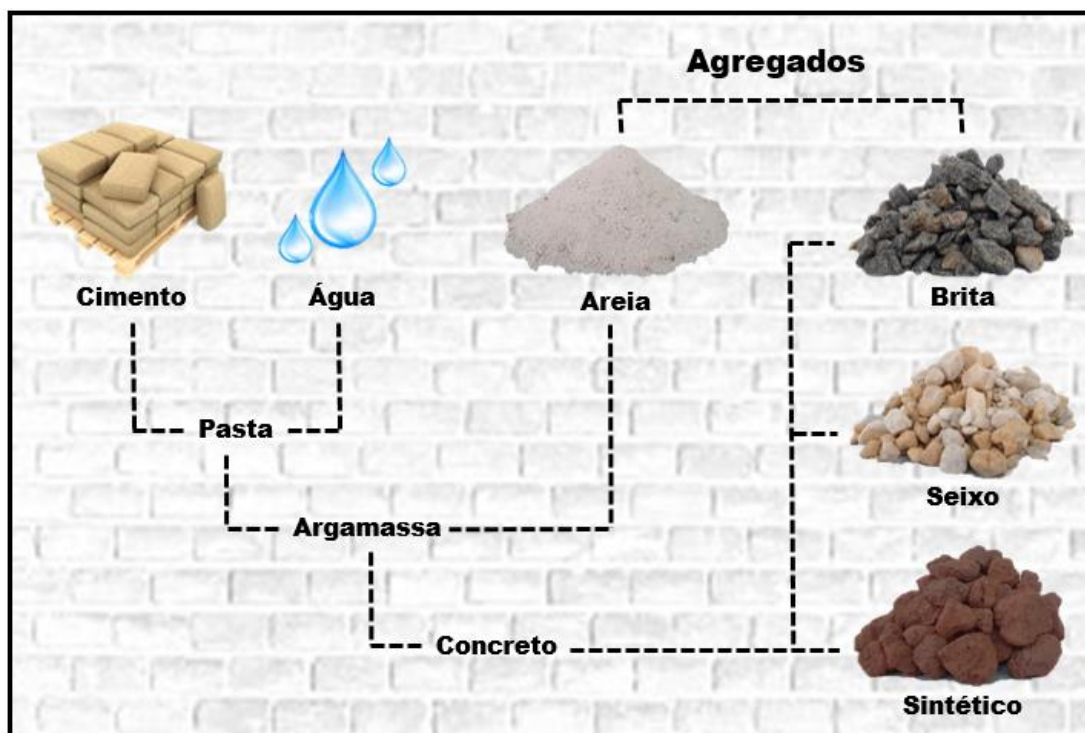 Agregados
Cimento
Água
Areia
Brita
Pasta
Seixo
Argamassa
Concreto
Sintético